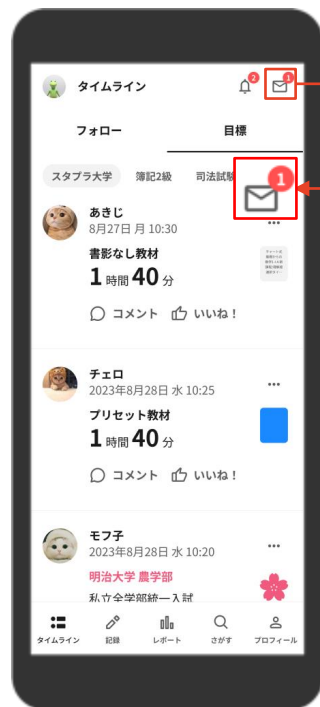 タイムライン
2
1
フォロー 目標
スタプラ大学 簿記2級 司法試験
1
あきじ
8月27日 月 10:30
書影なし教材
1 時間 40 分
コメント いいね！
チェロ
2023年8月28日 水 10:25
プリセット教材
1 時間 40 分
コメント いいね！
モフ子
2023年8月28日 水 10:20
明治大学 農学部
私立全学部統一入試
タイムライン 記録 レポート さがす プロフィール